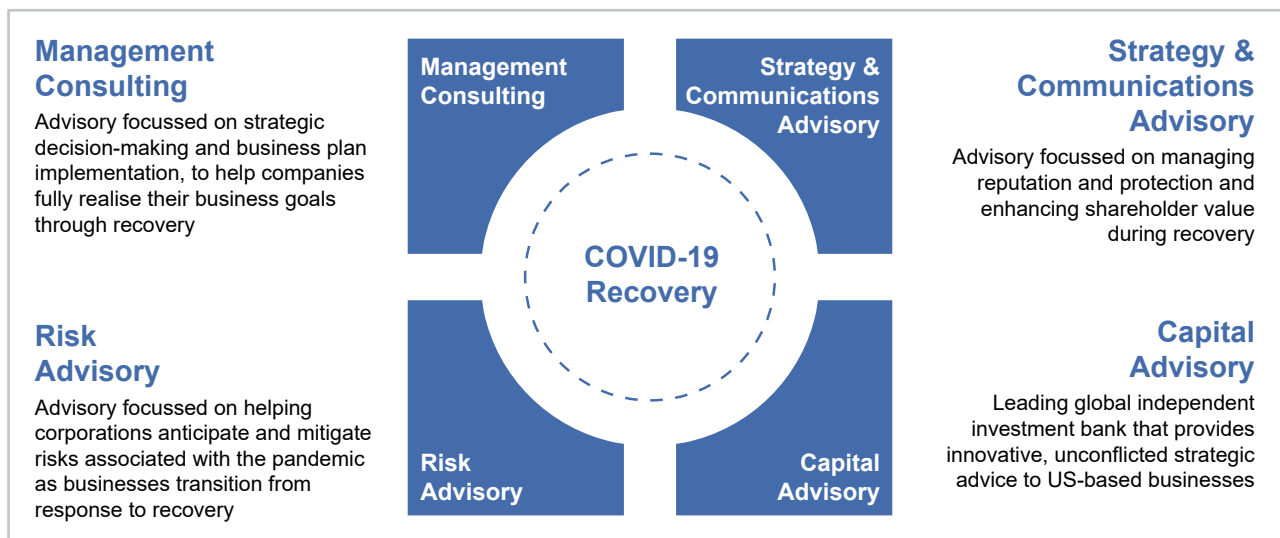 Management
Consulting
Advisory focussed on strategic
decision-making and business plan
implementation, to help companies
fully realise their business goals
through recovery
Management
Consulting
Strategy &
Communications
Advisory
Strategy &
Communications
Advisory
Advisory focussed on managing
reputation and protection and
enhancing shareholder value
during recovery
COVID-19
Recovery
Risk
Advisory
Advisory focussed on helping
corporations anticipate and mitigate
risks associated with the pandemic
as businesses transition from
response to recovery
Risk
Advisory
Capital
Advisory
Capital
Advisory
Leading global independent
investment bank that provides
innovative, unconflicted strategic
advice to US-based businesses